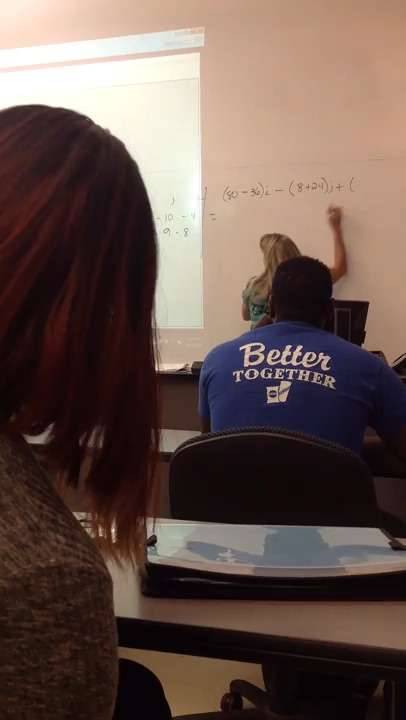 (80-36)i - (8+24)j + (
j
-10 -4 =
-9 -8
Better
TOGETHER